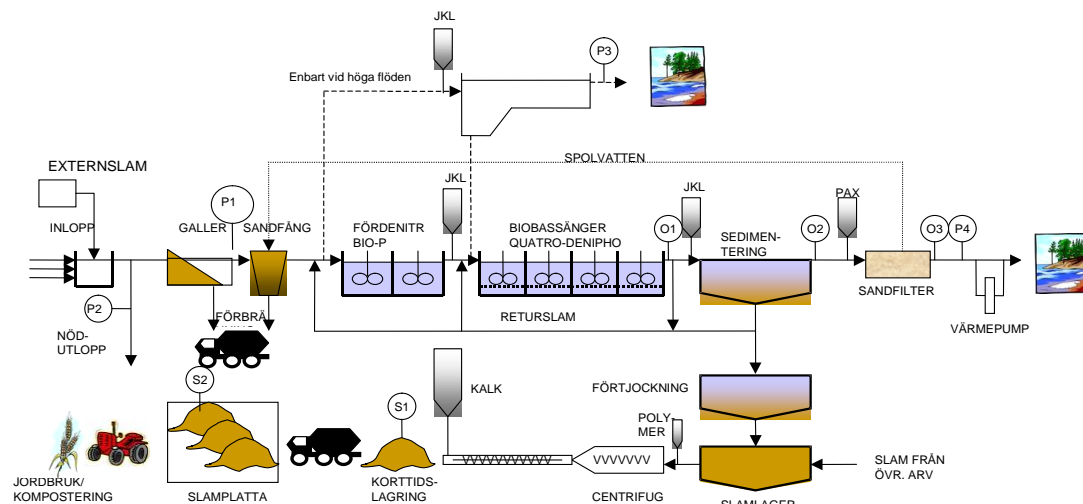 JKL
P3
Enbart vid höga flöden
SPOLVATTEN
EXTERNSLAM
P1
JKL
JKL
PAX
INLOPP
GALLER
SANDFÅNG
FÖRDENITR
BIO-P
BIOBASSÄNGER
QUATRO-DENIPHO
O1
SEDIMEN-
TERING
O2
O3
P4
SANDFILTER
P2
FÖRBRÄ
RETURSLAM
VÄRMEPUMP
NÖD-
UTLOPP
S2
KALK
FÖRTJOCKNING
S1
POLY-
MER
JORDBRUK/
KOMPOSTERING
SLAMPLATTA
KORTTIDS-
LAGRING
CENTRIFUG
SLAMLAGER
SLAM FRÅN
ÖVR. ARV